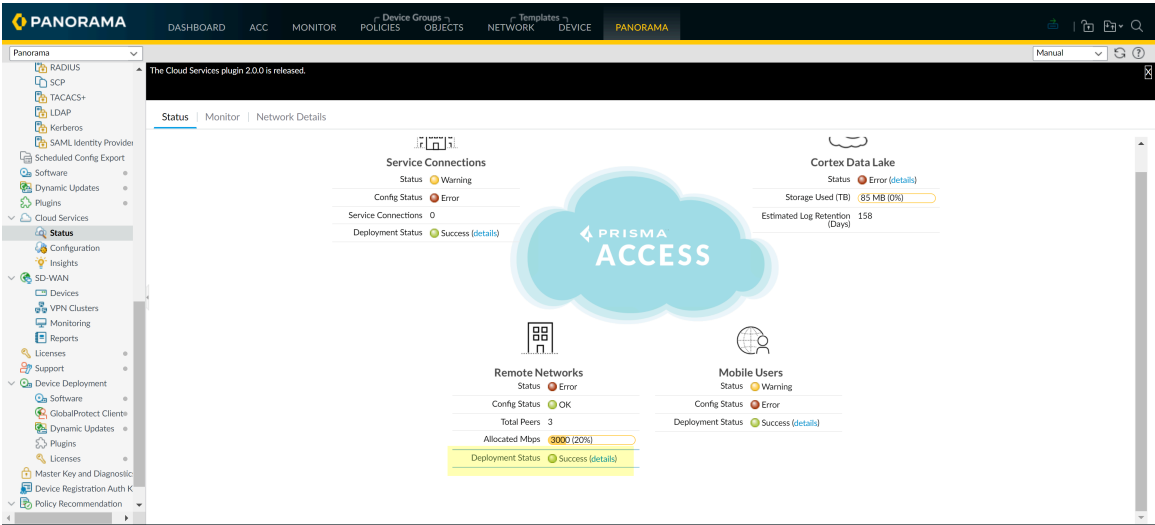 PANORAMA
DASHBOARD ACC MONITOR Device Groups POLICIES OBJECTS Templates NETWORK DEVICE PANORAMA
Panorama
Manual
RADIUS
SCP
TACACS+
LDAP
Kerberos
SAML Identity Provider
Scheduled Config Export
Software
Dynamic Updates
Plugins
Cloud Services
Status
Configuration
Insights
SD-WAN
Devices
VPN Clusters
Monitoring
Reports
Licenses
Support
Device Deployment
Software
GlobalProtect Client
Dynamic Updates
Plugins
Licenses
Master Key and Diagnostic
Device Registration Auth K
Policy Recommendation
The Cloud Services plugin 2.0.0 is released.
X
Status Monitor Network Details
Service Connections
Status Warning
Config Status Error
Service Connections 0
Deployment Status Success (details)
Cortex Data Lake
Status Error (details)
Storage Used (TB) 85 MB (0%)
Estimated Log Retention 158
(Days)
PRISMA
ACCESS
Remote Networks
Status Error
Config Status OK
Total Peers 3
Allocated Mbps 3000 (20%)
Deployment Status Success (details)
Mobile Users
Status Warning
Config Status Error
Deployment Status Success (details)